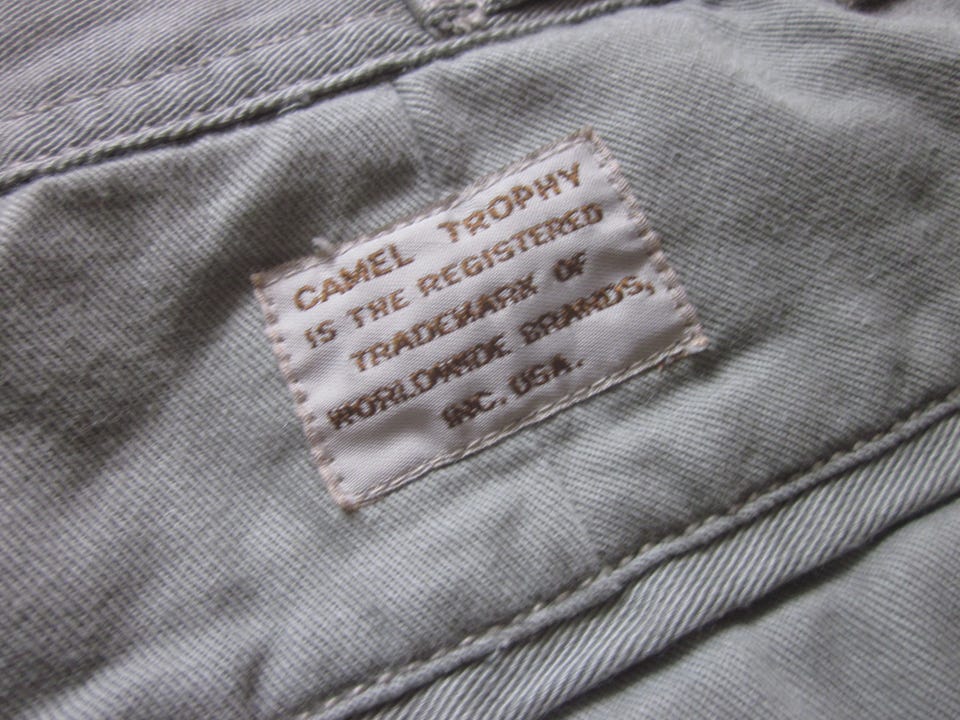 CAMEL TROPHY
IS THE REGISTERED
TRADEMARK OF
WORLDWIDE BRANDS,
INC. USA.